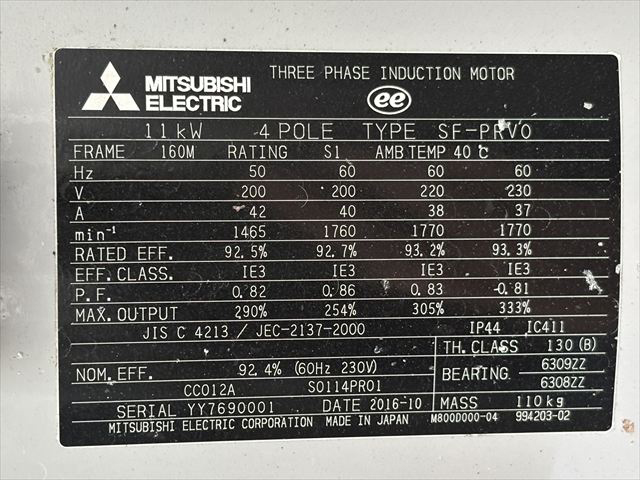 MITSUBISHI
ELECTRIC
THREE PHASE INDUCTION MOTOR
ee
11kW 4 POLE TYPE SF-PRVO
FRAME 160M RATING S1 AMB TEMP 40℃
Hz 50 60 60 60
V 200 200 220 230
A 42 40 38 37
min⁻¹ 1465 1760 1770 1770
RATED EFF. 92.5% 92.7% 93.2% 93.3%
EFF.CLASS. IE3 IE3 IE3 IE3
P.F. 0.82 0.86 0.83 0.81
MAX.OUTPUT 290% 254% 305% 333%
JIS C 4213 / JEC-2137-2000 IP44 IC411
TH.CLASS 130 (B)
NOM.EFF. 92.4% (60Hz 230V)
BEARING 6309ZZ
6308ZZ
CC012A S0114PR01
SERIAL YY7690001 DATE 2016-10 MASS 110kg
MITSUBISHI ELECTRIC CORPORATION MADE IN JAPAN M800D000-04 994203-02